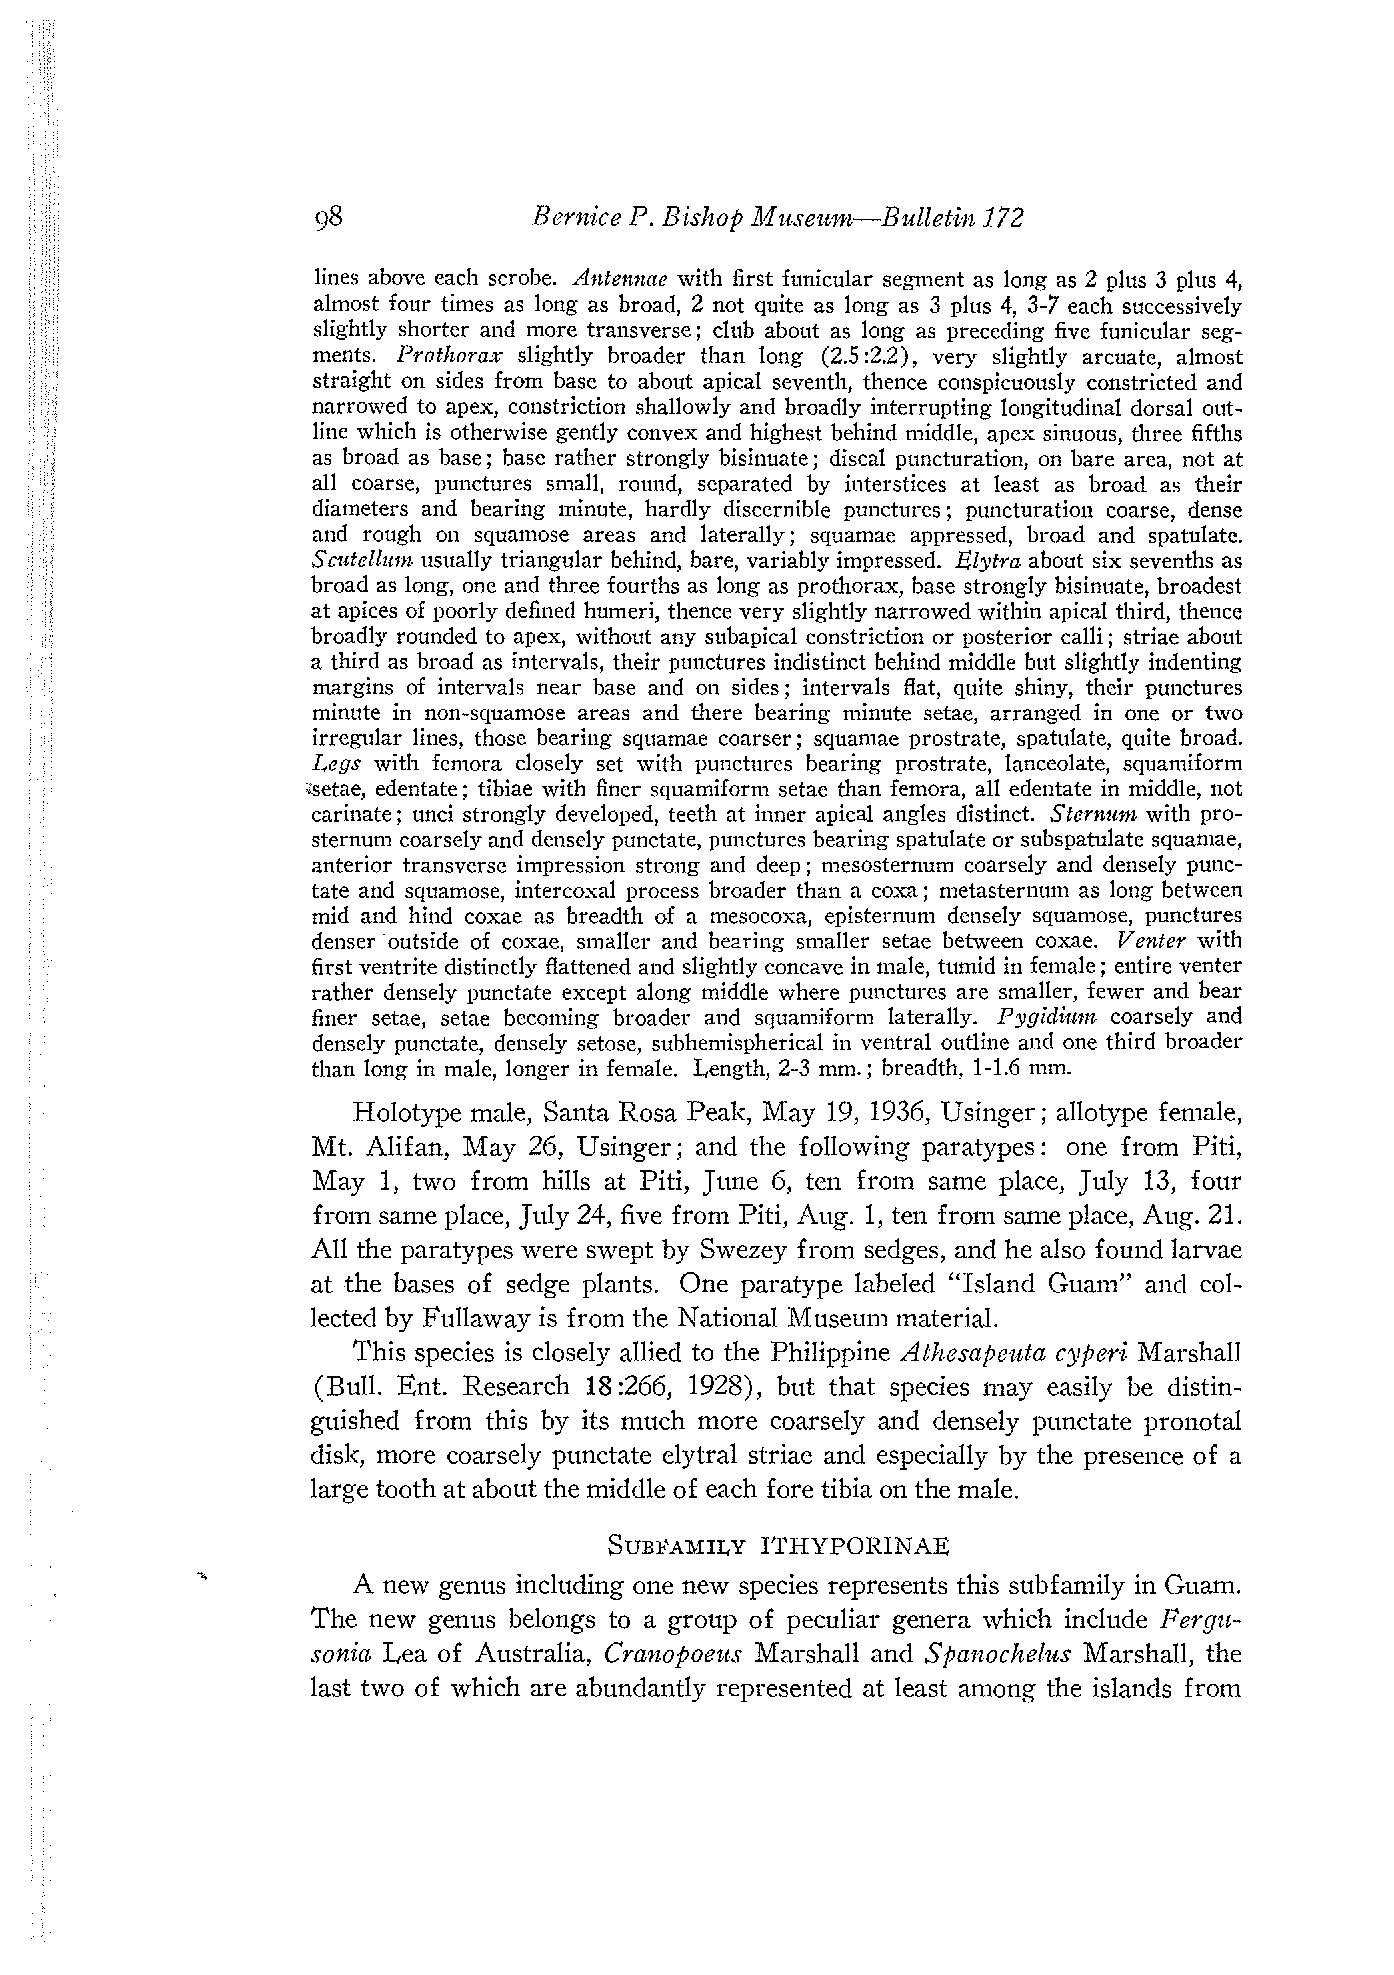 98 Bernice P. Bishop Museum—Bulletin 172
lines above each scrobe. Antennae with first funicular segment as long as 2 plus 3 plus 4,
almost four times as long as broad, 2 not quite as long as 3 plus 4, 3-7 each successively
slightly shorter and more transverse; club about as long as preceding five funicular seg-
ments. Prothorax slightly broader than long (2.5:2.2), very slightly arcuate, almost
straight on sides from base to about apical seventh, thence conspicuously constricted and
narrowed to apex, constriction shallowly and broadly interrupting longitudinal dorsal out-
line which is otherwise gently convex and highest behind middle, apex sinuous, three fifths
as broad as base; base rather strongly bisinuate; discal puncturation, on bare area, not at
all coarse, punctures small, round, separated by interstices at least as broad as their
diameters and bearing minute, hardly discernible punctures; puncturation coarse, dense
and rough on squamose areas and laterally; squamae appressed, broad and spatulate.
Scutellum usually triangular behind, bare, variably impressed. Elytra about six sevenths as
broad as long, one and three fourths as long as prothorax, base strongly bisinuate, broadest
at apices of poorly defined humeri, thence very slightly narrowed within apical third, thence
broadly rounded to apex, without any subapical constriction or posterior calli; striae about
a third as broad as intervals, their punctures indistinct behind middle but slightly indenting
margins of intervals near base and on sides; intervals flat, quite shiny, their punctures
minute in non-squamose areas and there bearing minute setae, arranged in one or two
irregular lines, those bearing squamae coarser; squamae prostrate, spatulate, quite broad.
Legs with femora closely set with punctures bearing prostrate, lanceolate, squamiform
setae, edentate; tibiae with finer squamiform setae than femora, all edentate in middle, not
carinate; unci strongly developed, teeth at inner apical angles distinct. Sternum with pro-
sternum coarsely and densely punctate, punctures bearing spatulate or subspatulate squamae,
anterior transverse impression strong and deep; mesosternum coarsely and densely punc-
tate and squamose, intercoxal process broader than a coxa; metasternum as long between
mid and hind coxae as breadth of a mesocoxa, episternum densely squamose, punctures
denser outside of coxae, smaller and bearing smaller setae between coxae. Venter with
first ventrite distinctly flattened and slightly concave in male, tumid in female; entire venter
rather densely punctate except along middle where punctures are smaller, fewer and bear
finer setae, setae becoming broader and squamiform laterally. Pygidium coarsely and
densely punctate, densely setose, subhemispherical in ventral outline and one third broader
than long in male, longer in female. Length, 2-3 mm.; breadth, 1-1.6 mm.
Holotype male, Santa Rosa Peak, May 19, 1936, Usinger; allotype female,
Mt. Alifan, May 26, Usinger; and the following paratypes: one from Piti,
May 1, two from hills at Piti, June 6, ten from same place, July 13, four
from same place, July 24, five from Piti, Aug. 1, ten from same place, Aug. 21.
All the paratypes were swept by Swezey from sedges, and he also found larvae
at the bases of sedge plants. One paratype labeled “Island Guam” and col-
lected by Fullaway is from the National Museum material.
This species is closely allied to the Philippine Athesapeuta cyperi Marshall
(Bull. Ent. Research 18:266, 1928), but that species may easily be distin-
guished from this by its much more coarsely and densely punctate pronotal
disk, more coarsely punctate elytral striae and especially by the presence of a
large tooth at about the middle of each fore tibia on the male.
SUBFAMILY ITHYPORINAE
A new genus including one new species represents this subfamily in Guam.
The new genus belongs to a group of peculiar genera which include Fergu-
sonia Lea of Australia, Cranopoeus Marshall and Spanochelus Marshall, the
last two of which are abundantly represented at least among the islands from